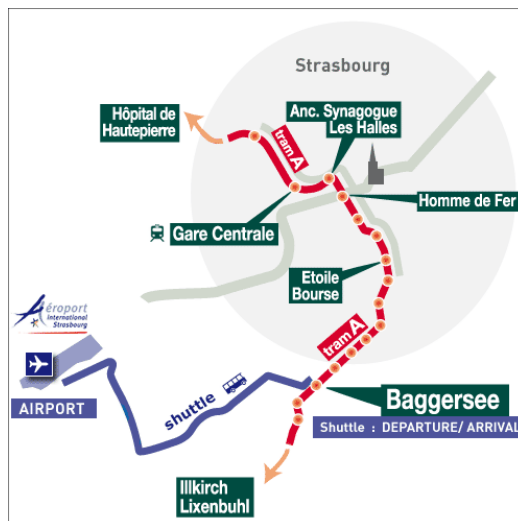 Strasbourg
Hôpital de
Hautepierre
Anc. Synagogue
Les Halles
tram A
Homme de Fer
Gare Centrale
Etoile
Bourse
Aéroport
International
Strasbourg
tram A
AIRPORT
shuttle
Baggersee
Shuttle : DEPARTURE/ ARRIVAL
Illkirch
Lixenbuhl